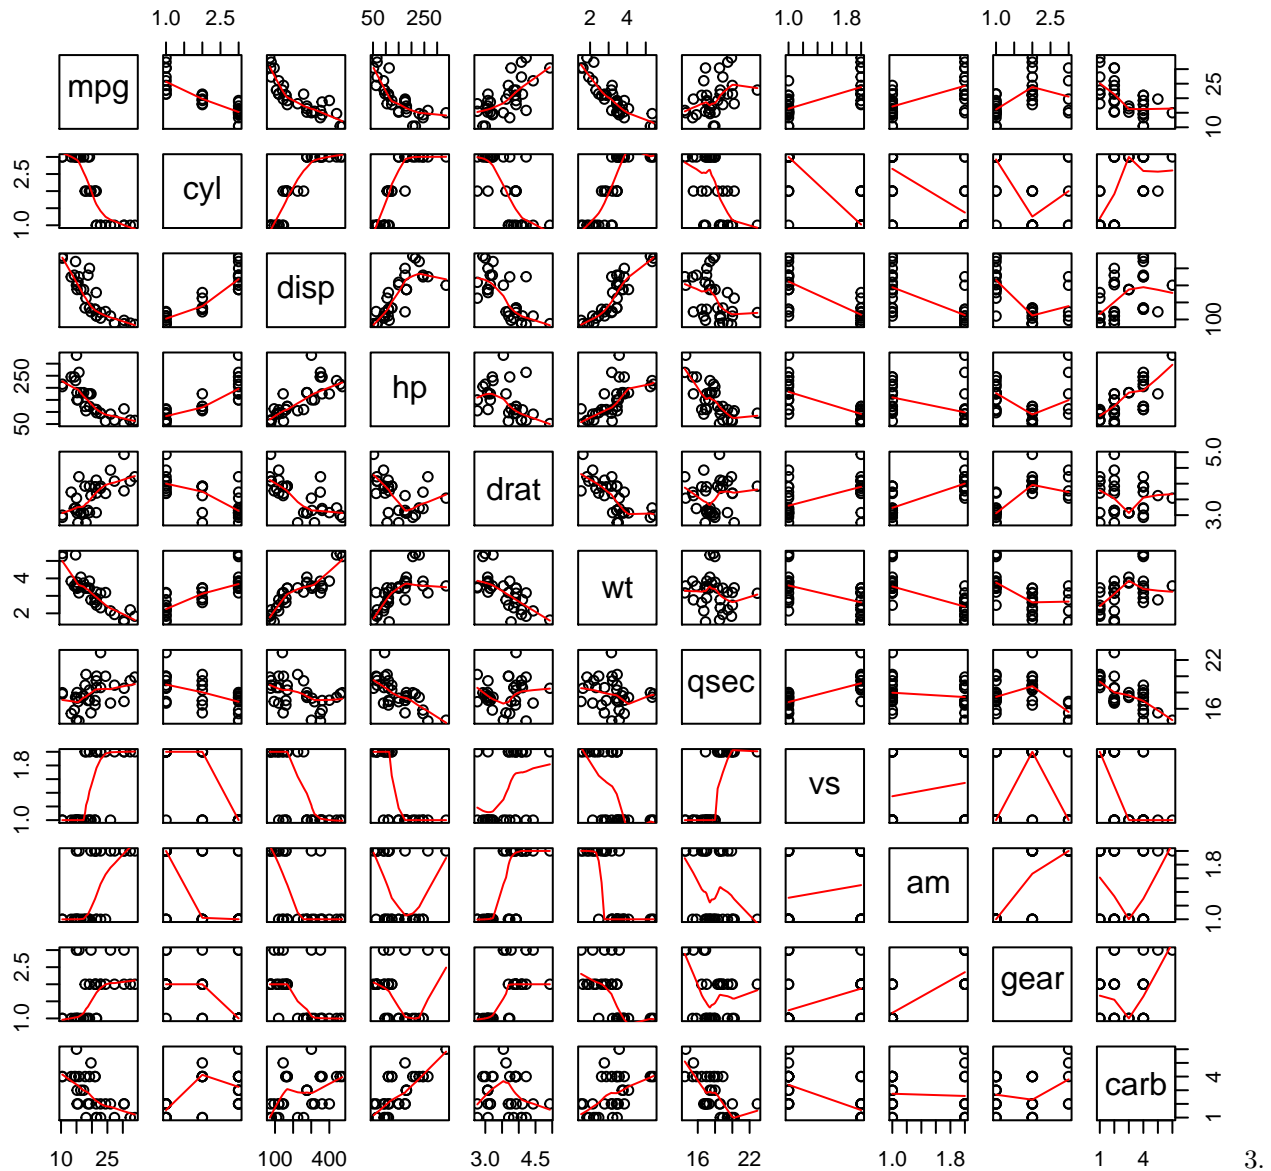 1.0 2.5 50 250 2 4 1.0 1.8 1.0 2.5
mpg 10 25
1.0 2.5 cyl
disp 100
50 250 hp
drat 3.0 5.0
2 4 wt
qsec 16 22
1.0 1.8 vs
am 1.0 1.8
1.0 2.5 gear
carb 1 4
10 25 100 400 3.0 4.5 16 22 1.0 1.8 1 4 3.